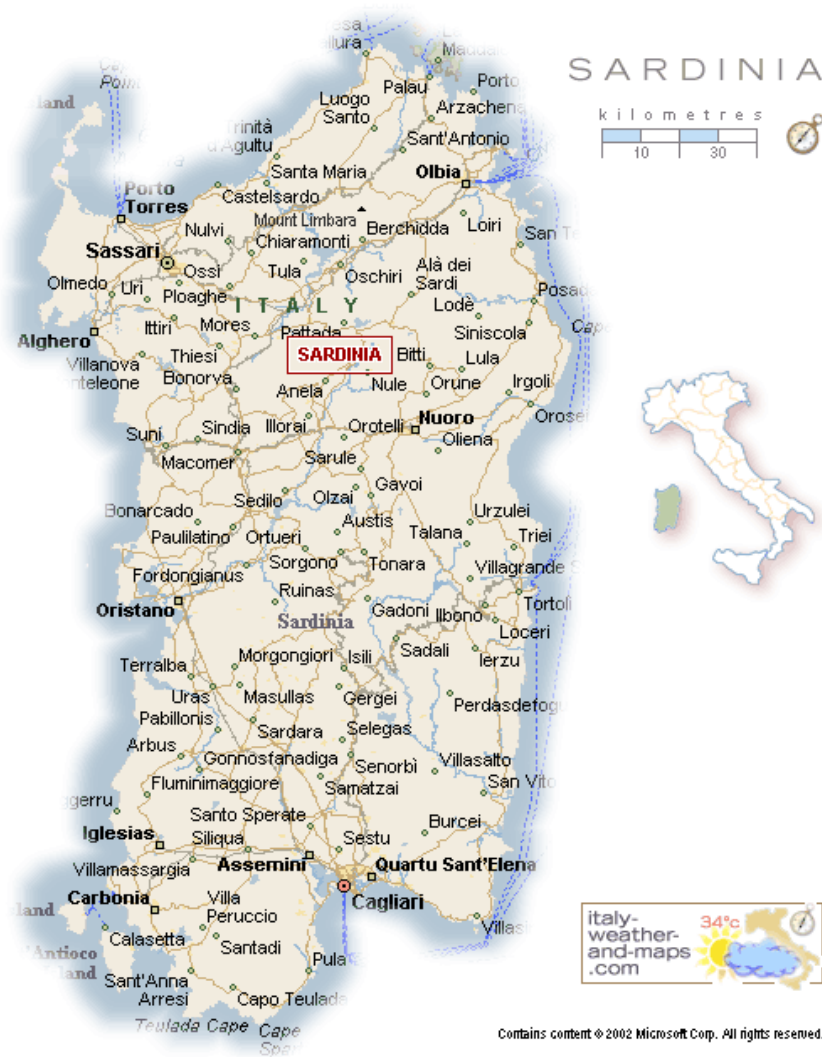 SARDINIA
kilometres
10 30
Palau
Porto
Luogo
Santo
Arzachena
Sant'Antonio
Trinità
d'Agultu
Santa Maria
Olbia
Porto
Torres
Castelsardo
Mount Limbara
Loiri
Nulvi
Chiaramonti
Berchidda
Sassari
Ossi
Tula
Oschiri
Alà dei
Sardi
Olmedo
Uri
Ploaghe
ITALY
Lodè
Ittiri
Mores
Pattada
Siniscola
Alghero
Thiesi
SARDINIA
Bitti
Lula
Villanova
Bonorva
Anela
Nule
Orune
Irgoli
Suni
Sindia
Illorai
Orotelli
Nuoro
Oliena
Macomer
Sarule
Sedilo
Olzai
Gavoi
Bonarcado
Paulilatino
Ortueri
Austis
Urzulei
Talana
Triei
Fordongianus
Sorgono
Tonara
Villagrande
Oristano
Ruinas
Gadoni
Ilbono
Tortolì
Sardinia
Loceri
Terralba
Morgongiori
Isili
Sadali
Ierzu
Uras
Masullas
Gergei
Perdasdefogu
Pabillonis
Sardara
Selegas
Arbus
Gonnosfanadiga
Senorbì
Villasalto
Fluminimaggiore
Samatzai
San Vito
Santo Sperate
Burcei
Iglesias
Siliqua
Sestu
Villamassargia
Assemini
Quartu Sant'Elena
Carbonia
Villa
Peruccio
Cagliari
Calasetta
Santadi
Pula
Sant'Anna
Arresi
Capo Teulada
Teulada Cape
Cape
italy-
weather-
and-maps
.com
34°c
Contains content © 2002 Microsoft Corp. All rights reserved.